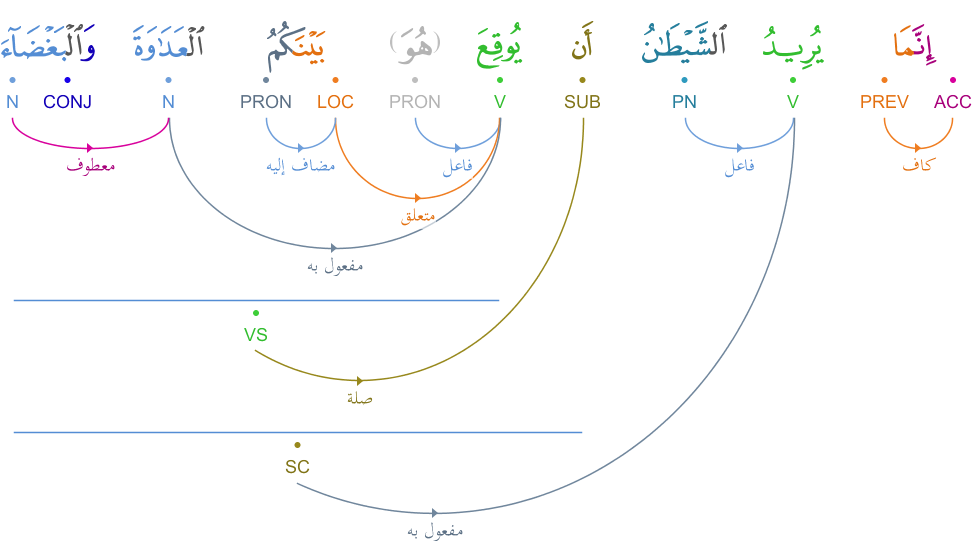 إِنَّمَا يُرِيدُ ٱلشَّيْطَـٰنُ أَن يُوقِعَ (هُوَ) بَيْنَكُمُ ٱلْعَدَٰوَةَ وَٱلْبَغْضَآءَ
ACC PREV V PN SUB V PRON LOC PRON N CONJ N
كاف فاعل فاعل مضاف إليه معطوف
متعلق
مفعول به
VS
صلة
SC
مفعول به